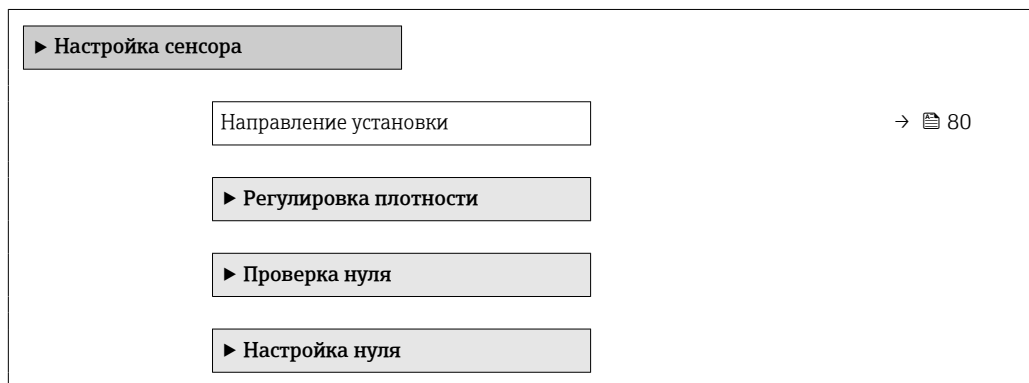 ► Настройка сенсора
Направление установки → 80
► Регулировка плотности
► Проверка нуля
► Настройка нуля